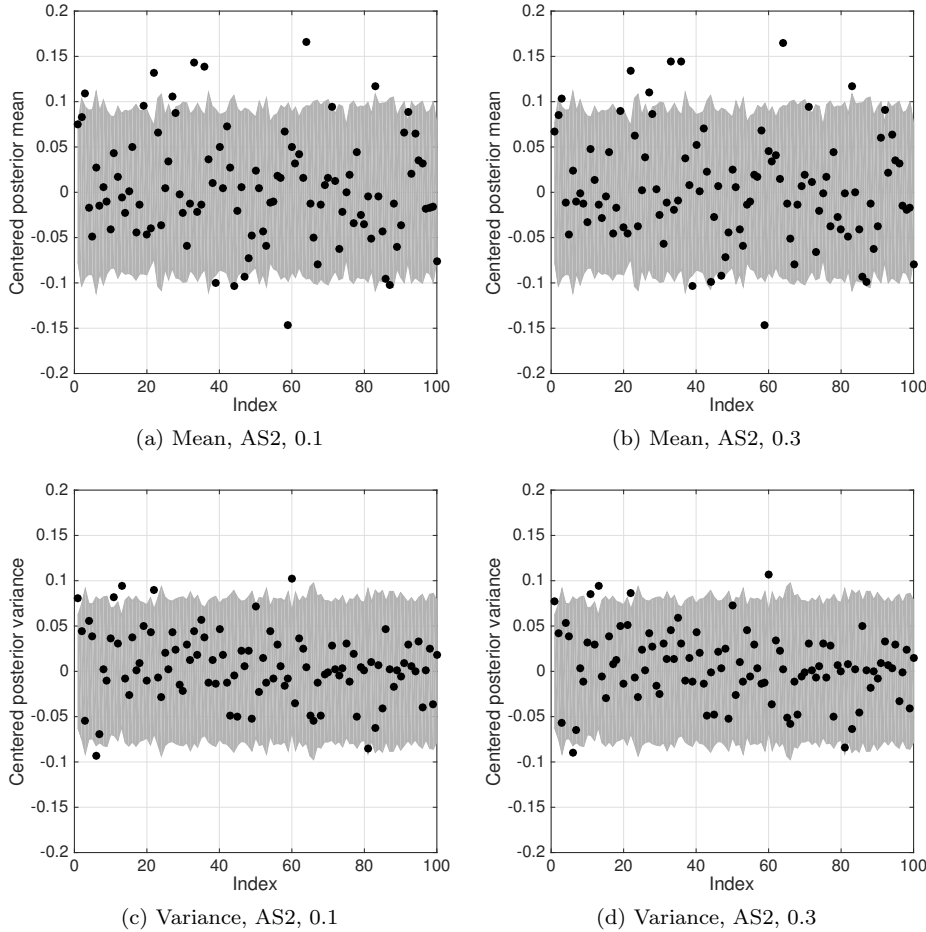 0.2
0.15
0.1
0.05
0
-0.05
-0.1
-0.15
-0.2
Centered posterior mean
0 20 40 60 80 100
Index
(a) Mean, AS2, 0.1
0.2
0.15
0.1
0.05
0
-0.05
-0.1
-0.15
-0.2
Centered posterior mean
0 20 40 60 80 100
Index
(b) Mean, AS2, 0.3
0.2
0.15
0.1
0.05
0
-0.05
-0.1
-0.15
-0.2
Centered posterior variance
0 20 40 60 80 100
Index
(c) Variance, AS2, 0.1
0.2
0.15
0.1
0.05
0
-0.05
-0.1
-0.15
-0.2
Centered posterior variance
0 20 40 60 80 100
Index
(d) Variance, AS2, 0.3